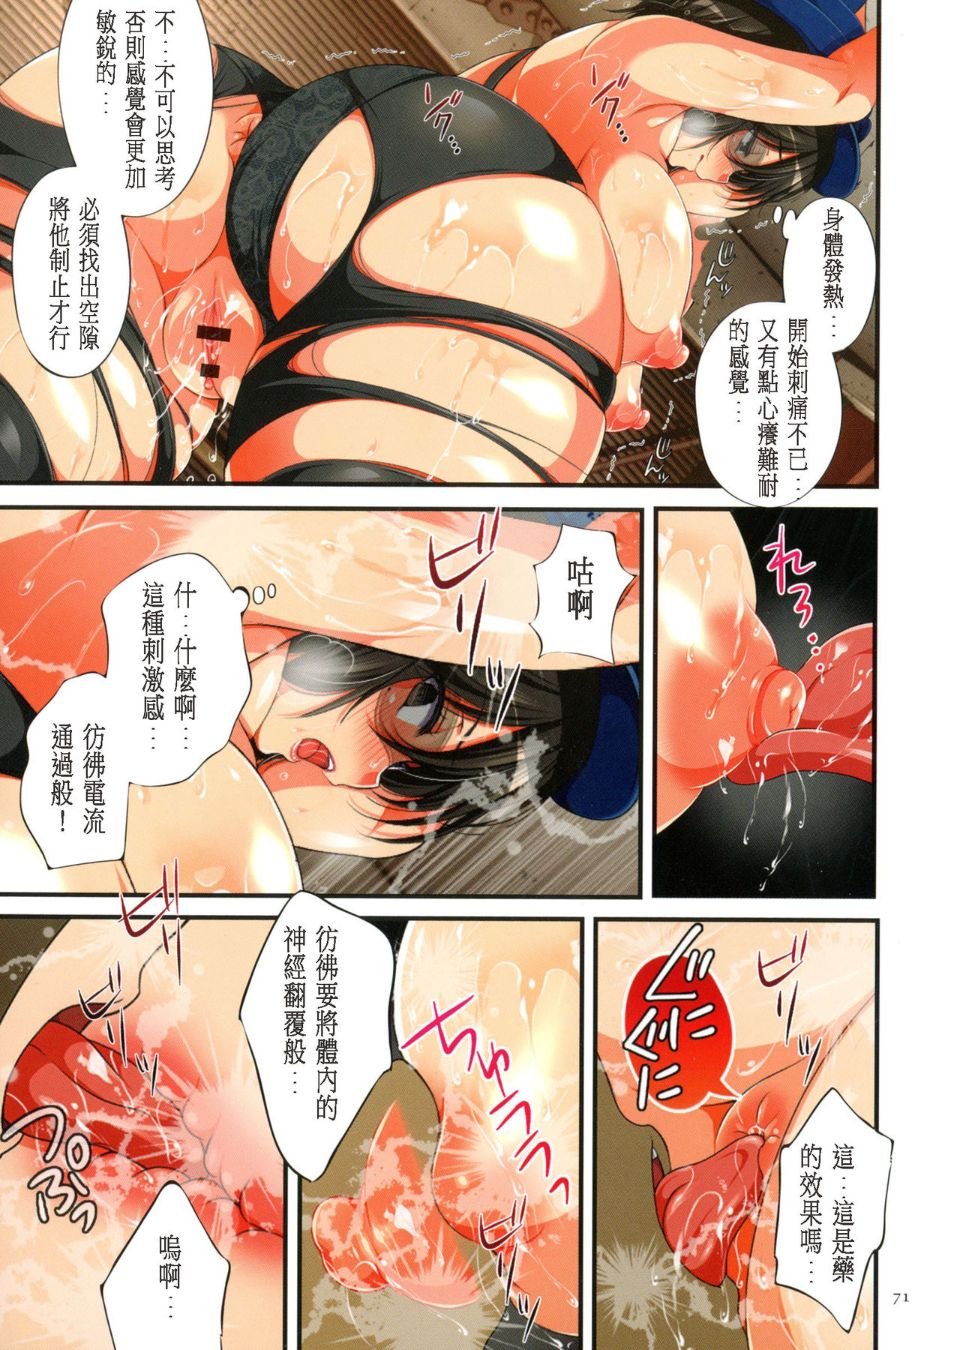 身體發熱…
開始刺痛不已…
又有點心癢難耐
的感覺…
不…不可以思考
否則感覺會更加
敏銳的…
必須找出空隙
將他制止才行
ゾグ…
ゾグ…
じんっ
じんっ
れろ…
咕啊
ビリッ
什…什麼啊…
這種刺激感…
彷彿電流
通過般！
這…這是藥
的效果嗎…
ぐにぐに
ビクッ
彷彿要將體內的
神經翻覆般…
ちゅううっ
ビクッ
ぷぷっ
嗚啊…
71